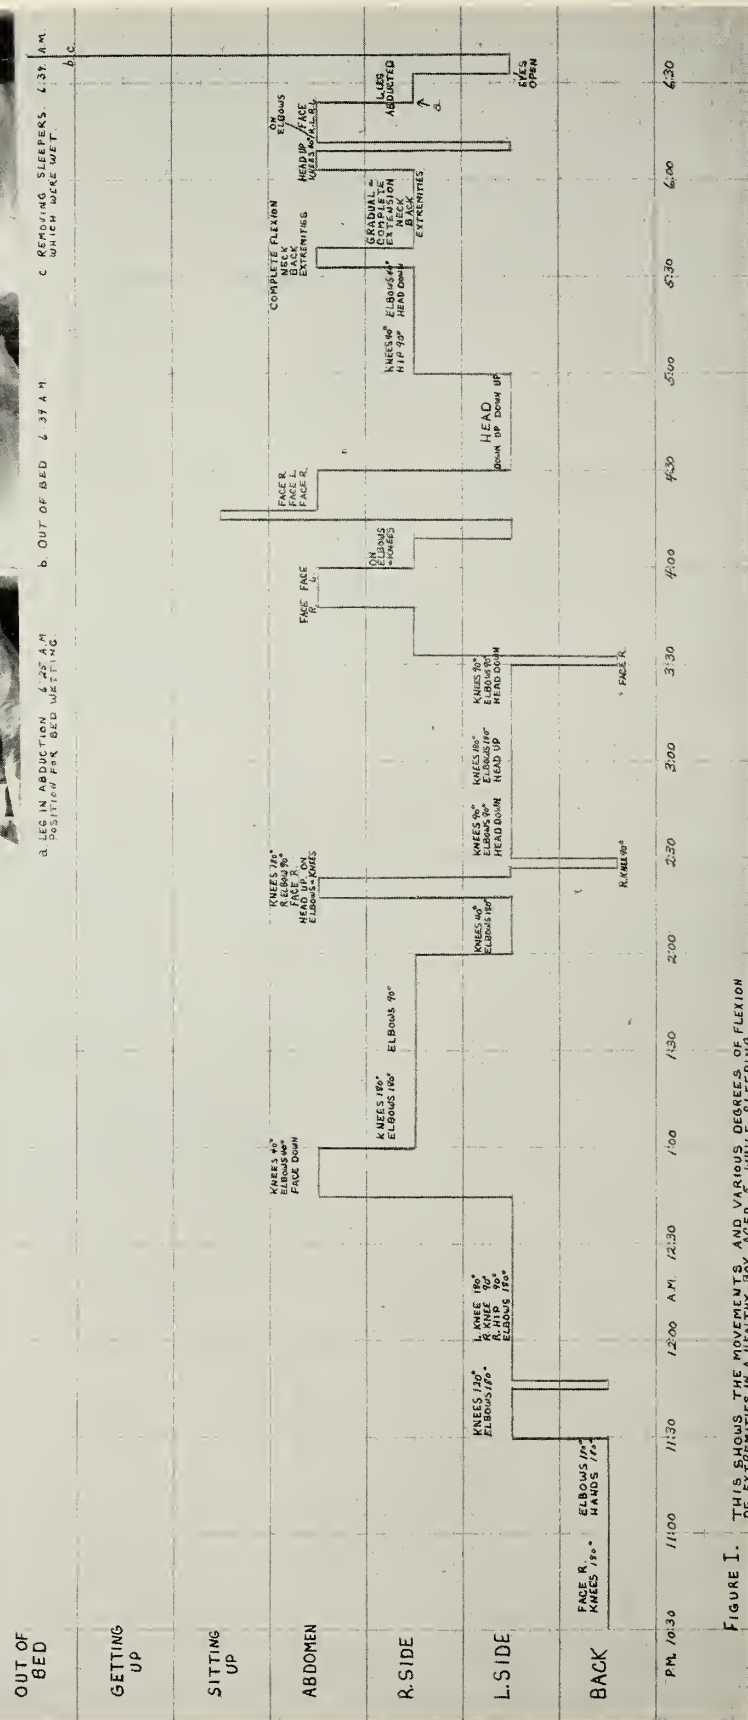 a LEG IN ABDUCTION 6:25 A.M
POSITION FOR BED WETTING
b. OUT OF BED 6 39 A M.
c REMOVING SLEEPERS. 6:39. A.M.
WHICH WERE WET.
b.c.
OUT OF
BED
GETTING
UP
SITTING
UP
ABDOMEN
R. SIDE
L. SIDE
BACK
FACE R.
KNEES 180°
ELBOWS 180°
HANDS 180°
KNEES 120°
ELBOWS 180°
L. KNEE 180°
R. KNEE 90°
R. HIP 90°
ELBOWS 180°
FACE DOWN
KNEES 180°
ELBOWS 180°
ELBOWS 90°
KNEES 40°
ELBOWS 180°
KNEES 180°
R. ELBOW 90°
FACE R.
HEAD UP. ON
ELBOWS & KNEES
R. KNEE 90°
KNEES 90°
ELBOWS 90°
HEAD DOWN
KNEES 180°
ELBOWS 180°
HEAD UP
KNEES 90°
ELBOWS 90°
HEAD DOWN
FACE R.
FACE
R.
FACE
L.
ON
ELBOWS
& KNEES
FACE R.
FACE L.
FACE R.
HEAD
DOWN UP DOWN UP
KNEES 90°
HIP 90°
HEAD DOWN
COMPLETE FLEXION
NECK
BACK
EXTREMITIES
GRADUAL =
COMPLETE
EXTENSION
NECK
BACK
EXTREMITIES
HEAD UP
ON
ELBOWS
FACE
R.L.R.L
L. LEG
ABDUCTED
a.
EYES
OPEN
P.M. 10:30
11:00
11:30
12:00 A.M.
12:30
1:00
1:30
2:00
2:30
3:00
3:30
4:00
4:30
5:00
5:30
6:00
6:30
FIGURE I. THIS SHOWS THE MOVEMENTS AND VARIOUS DEGREES OF FLEXION